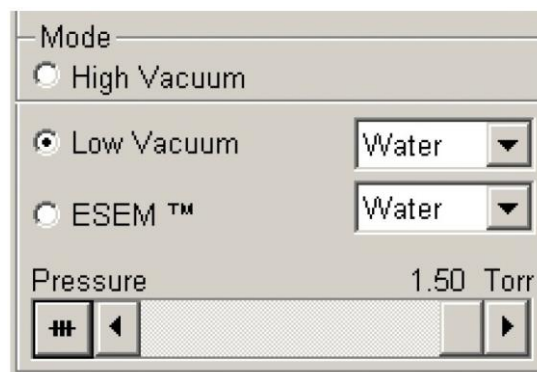 Mode
High Vacuum
Low Vacuum Water
ESEM ™ Water
Pressure 1.50 Torr